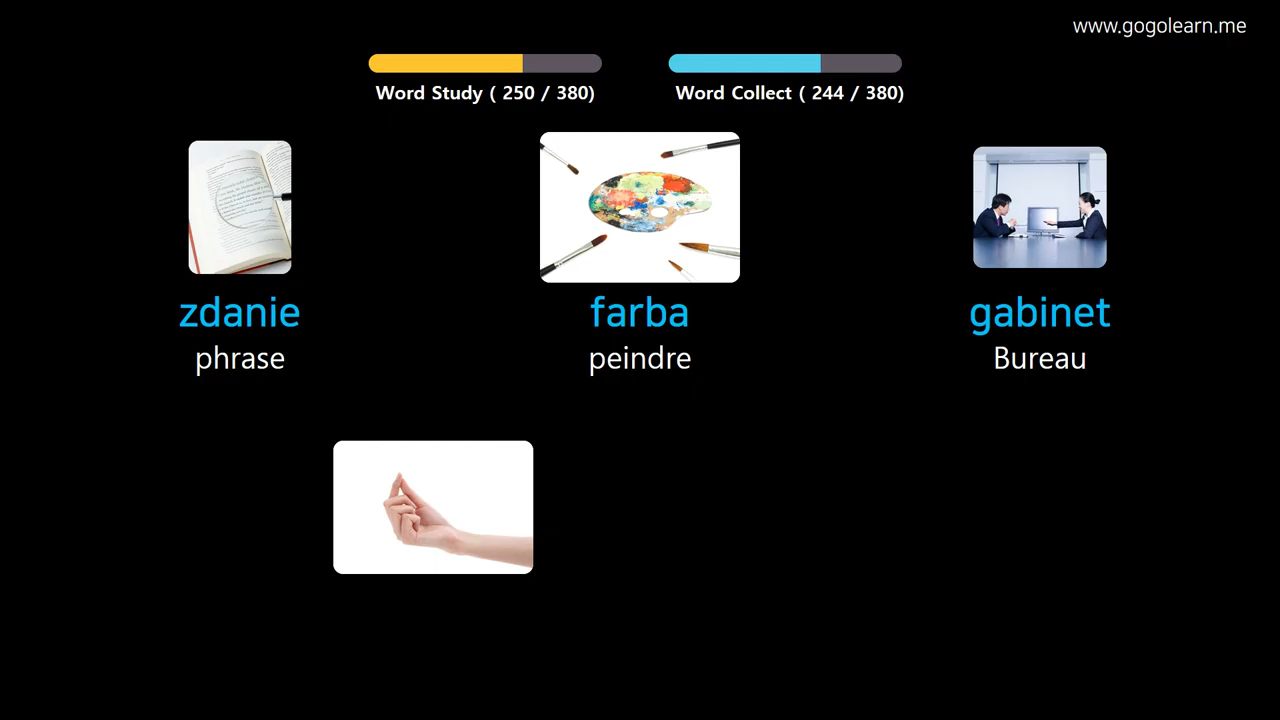 www.gogolearn.me
Word Study ( 250 / 380)
Word Collect ( 244 / 380)
zdanie
phrase
farba
peindre
gabinet
Bureau